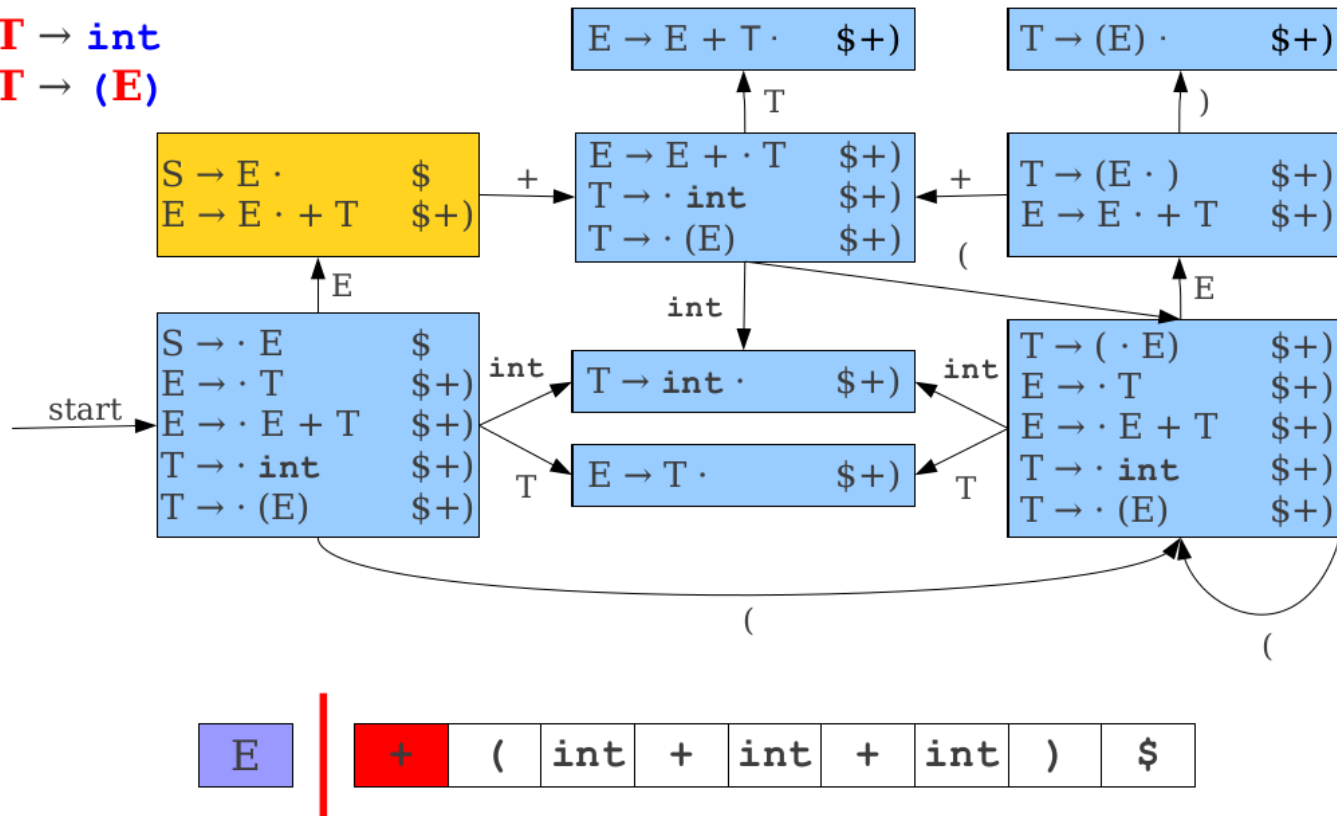 T → int
T → (E)
E → E + T · $+)
T → (E) · $+)
T
)
S → E · $
E → E · + T $+)
+
E → E + · T $+)
T → · int $+)
T → · (E) $+)
+
T → (E · ) $+)
E → E · + T $+)
E
int
(
E
start
S → · E $
E → · T $+)
E → · E + T $+)
T → · int $+)
T → · (E) $+)
int
T
T → int · $+)
E → T · $+)
int
T
T → ( · E) $+)
E → · T $+)
E → · E + T $+)
T → · int $+)
T → · (E) $+)
(
(
E + ( int + int + int ) $